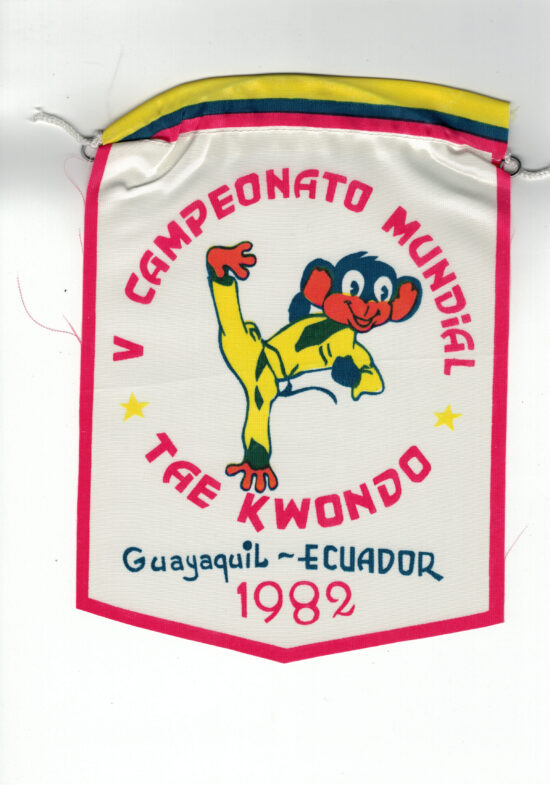 V CAMPEONATO MUNDiAL
TAE KWONDO
GuayaquiL ~ ECUADOR
1982